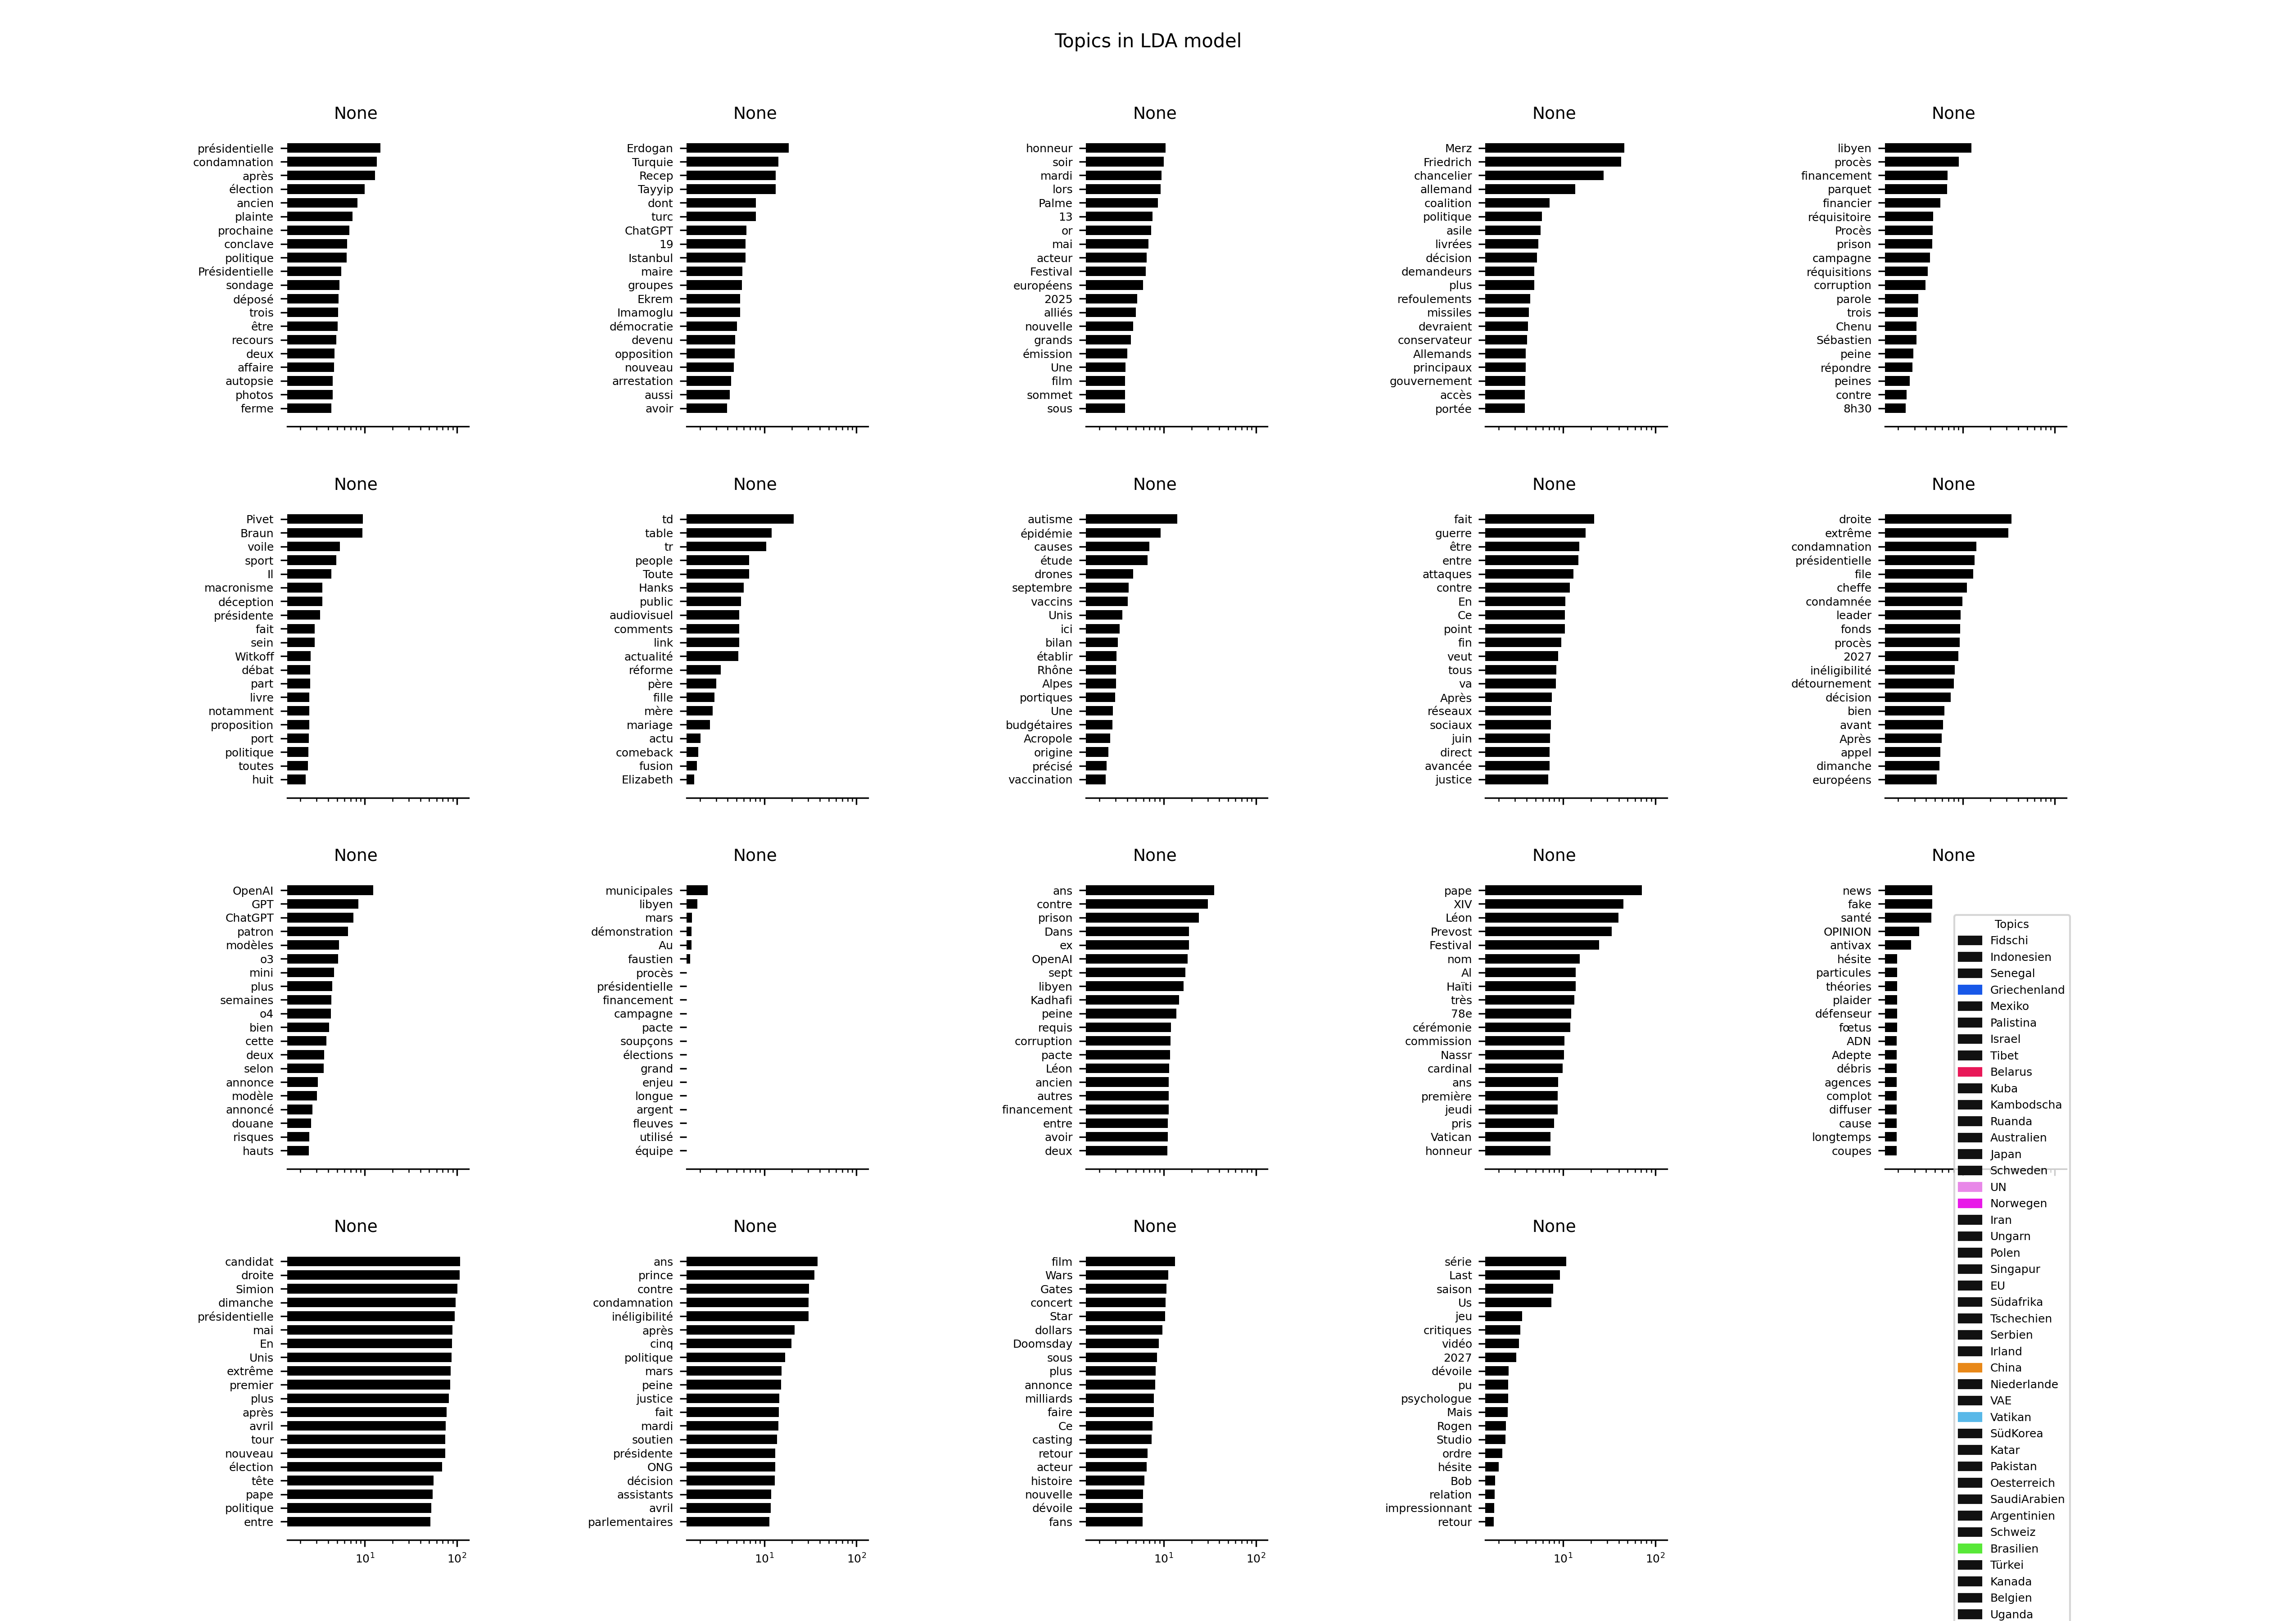 Topics in LDA model
None
présidentielle
condamnation
après
élection
ancien
plainte
prochaine
conclave
politique
Présidentielle
sondage
déposé
trois
être
recours
deux
affaire
autopsie
photos
ferme
None
Erdogan
Turquie
Recep
Tayyip
dont
turc
ChatGPT
19
Istanbul
maire
groupes
Ekrem
Imamoglu
démocratie
devenu
opposition
nouveau
arrestation
aussi
avoir
None
honneur
soir
mardi
lors
Palme
13
or
mai
acteur
Festival
européens
2025
alliés
nouvelle
grands
émission
Une
film
sommet
sous
None
Merz
Friedrich
chancelier
allemand
coalition
politique
asile
livrées
décision
demandeurs
plus
refoulements
missiles
devraient
conservateur
Allemands
principaux
gouvernement
accès
portée
None
libyen
procès
financement
parquet
financier
réquisitoire
Procès
prison
campagne
réquisitions
corruption
parole
trois
Chenu
Sébastien
peine
répondre
peines
contre
8h30
None
Pivet
Braun
voile
sport
Il
macronisme
déception
présidente
fait
sein
Witkoff
débat
part
livre
notamment
proposition
port
politique
toutes
huit
None
td
table
tr
people
Toute
Hanks
public
audiovisuel
comments
link
actualité
réforme
père
fille
mère
mariage
actu
comeback
fusion
Elizabeth
None
autisme
épidémie
causes
étude
drones
septembre
vaccins
Unis
ici
bilan
établir
Rhône
Alpes
portiques
Une
budgétaires
Acropole
origine
précisé
vaccination
None
fait
guerre
être
entre
attaques
contre
En
Ce
point
fin
veut
tous
va
Après
réseaux
sociaux
juin
direct
avancée
justice
None
droite
extrême
condamnation
présidentielle
file
cheffe
condamnée
leader
fonds
procès
2027
inéligibilité
détournement
décision
bien
avant
Après
appel
dimanche
européens
None
OpenAI
GPT
ChatGPT
patron
modèles
o3
mini
plus
semaines
o4
bien
cette
deux
selon
annonce
modèle
annoncé
douane
risques
hauts
None
municipales
libyen
mars
démonstration
Au
faustien
procès
présidentielle
financement
campagne
pacte
soupçons
élections
grand
enjeu
longue
argent
fleuves
utilisé
équipe
None
ans
contre
prison
Dans
ex
OpenAI
sept
libyen
Kadhafi
peine
requis
corruption
pacte
Léon
ancien
autres
financement
entre
avoir
deux
None
pape
XIV
Léon
Prevost
Festival
nom
Al
Haïti
très
78e
cérémonie
commission
Nassr
cardinal
ans
première
jeudi
pris
Vatican
honneur
None
news
fake
santé
OPINION
antivax
hésite
particules
théories
plaider
défenseur
fœtus
ADN
Adepte
débris
agences
complot
diffuser
cause
longtemps
coupes
None
candidat
droite
Simion
dimanche
présidentielle
mai
En
Unis
extrême
premier
plus
après
avril
tour
nouveau
élection
tête
pape
politique
entre
10¹ 10²
None
ans
prince
contre
condamnation
inéligibilité
après
cinq
politique
mars
peine
justice
fait
mardi
soutien
présidente
ONG
décision
assistants
avril
parlementaires
10¹ 10²
None
film
Wars
Gates
concert
Star
dollars
Doomsday
sous
plus
annonce
milliards
faire
Ce
casting
retour
acteur
histoire
nouvelle
dévoile
fans
10¹ 10²
None
série
Last
saison
Us
jeu
critiques
vidéo
2027
dévoile
pu
psychologue
Mais
Rogen
Studio
ordre
hésite
Bob
relation
impressionnant
retour
10¹ 10²
Topics
Fidschi
Indonesien
Senegal
Griechenland
Mexiko
Palistina
Israel
Tibet
Belarus
Kuba
Kambodscha
Ruanda
Australien
Japan
Schweden
UN
Norwegen
Iran
Ungarn
Polen
Singapur
EU
Südafrika
Tschechien
Serbien
Irland
China
Niederlande
VAE
Vatikan
SüdKorea
Katar
Pakistan
Oesterreich
SaudiArabien
Argentinien
Schweiz
Brasilien
Türkei
Kanada
Belgien
Uganda